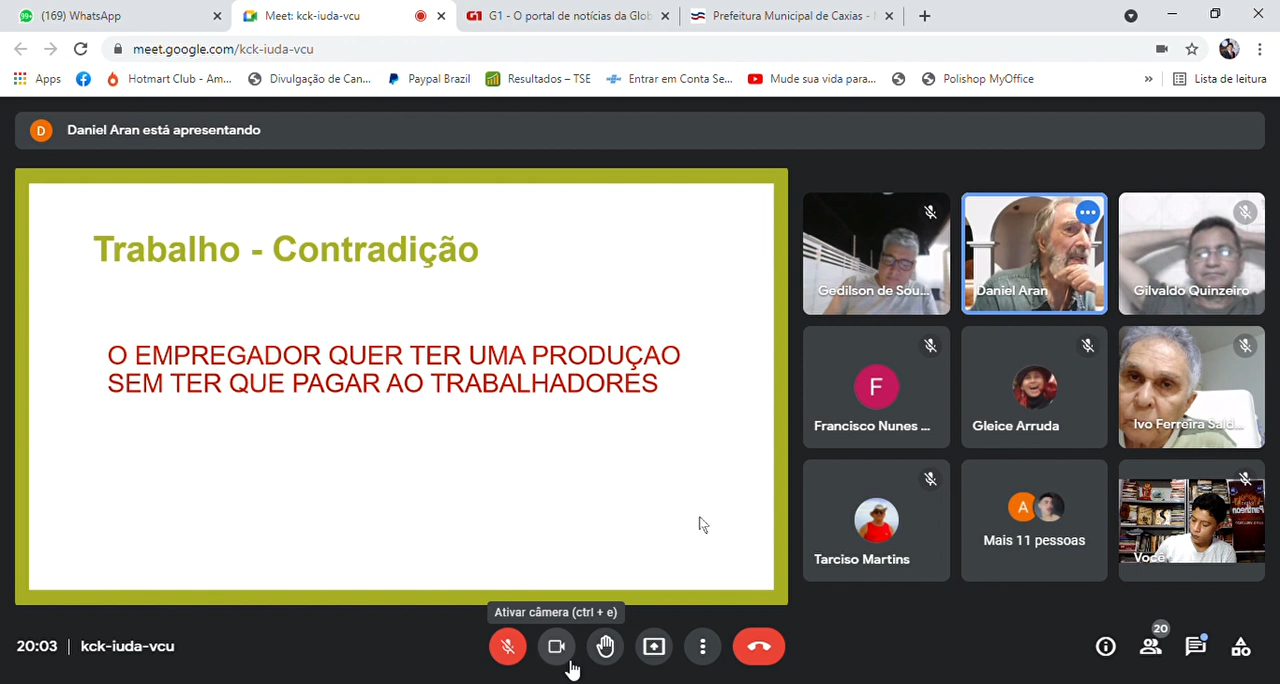 (169) WhatsApp
Meet: kck-iuda-vcu
G1 - O portal de notícias da Glob
Prefeitura Municipal de Caxias -
meet.google.com/kck-iuda-vcu
Apps
Hotmart Club - Am...
Divulgação de Can...
Paypal Brazil
Resultados – TSE
Entrar em Conta Se...
Mude sua vida para...
Polishop MyOffice
»
Lista de leitura
D
Daniel Aran está apresentando
Trabalho - Contradição
O EMPREGADOR QUER TER UMA PRODUÇAO
SEM TER QUE PAGAR AO TRABALHADORES
Gedilson de Sou...
Daniel Aran
Gilvaldo Quinzeiro
F
Francisco Nunes ...
Gleice Arruda
Ivo Ferreira Sald...
Tarciso Martins
A
Mais 11 pessoas
Pantheon
Você
Ativar câmera (ctrl + e)
20:03 | kck-iuda-vcu
20